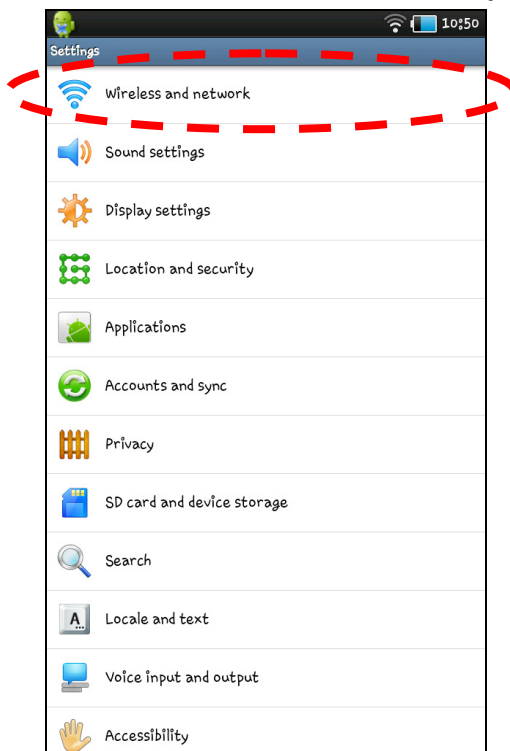 10:50
Settings
Wireless and network
Sound settings
Display settings
Location and security
Applications
Accounts and sync
Privacy
SD card and device storage
Search
A...
Locale and text
Voice input and output
Accessibility